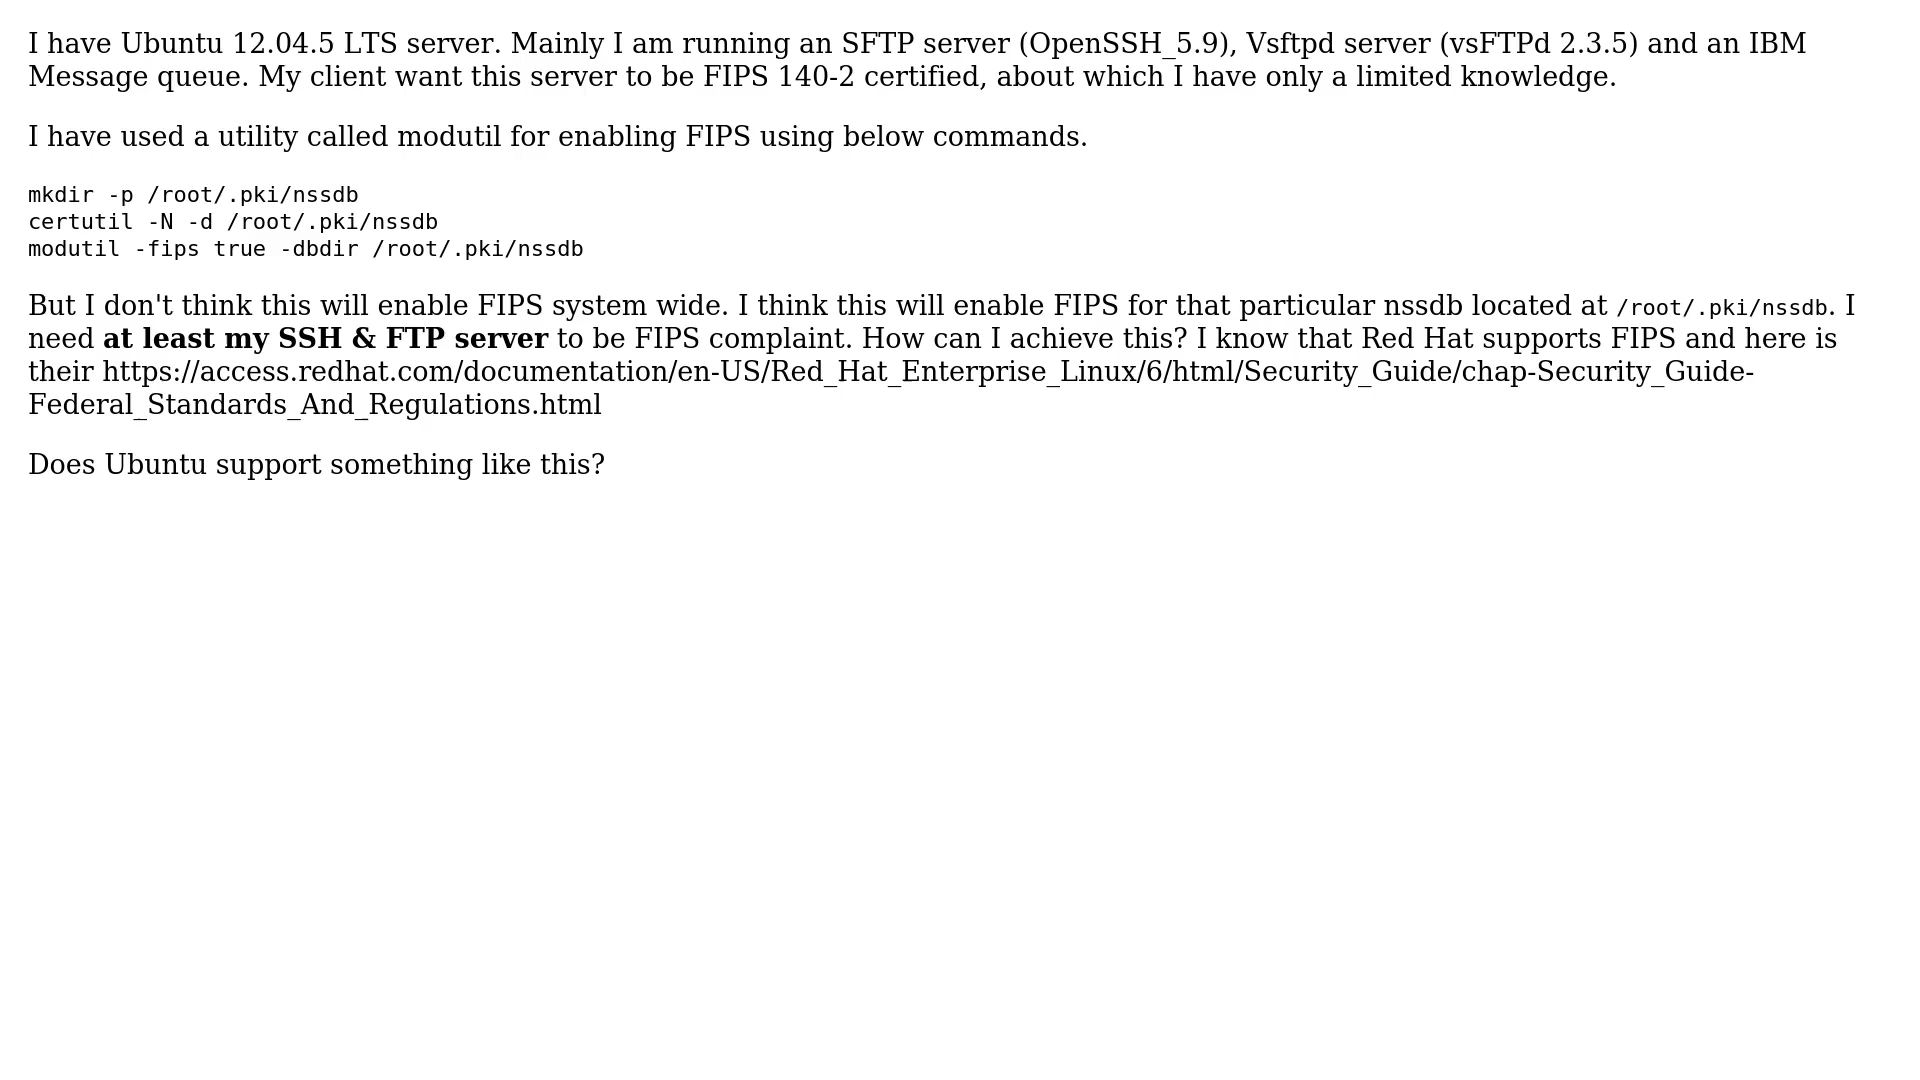 I have Ubuntu 12.04.5 LTS server. Mainly I am running an SFTP server (OpenSSH_5.9), Vsftpd server (vsFTPd 2.3.5) and an IBM
Message queue. My client want this server to be FIPS 140-2 certified, about which I have only a limited knowledge.
I have used a utility called modutil for enabling FIPS using below commands.
mkdir -p /root/.pki/nssdb
certutil -N -d /root/.pki/nssdb
modutil -fips true -dbdir /root/.pki/nssdb
But I don't think this will enable FIPS system wide. I think this will enable FIPS for that particular nssdb located at /root/.pki/nssdb. I
need at least my SSH & FTP server to be FIPS complaint. How can I achieve this? I know that Red Hat supports FIPS and here is
their https://access.redhat.com/documentation/en-US/Red_Hat_Enterprise_Linux/6/html/Security_Guide/chap-Security_Guide-
Federal_Standards_And_Regulations.html
Does Ubuntu support something like this?